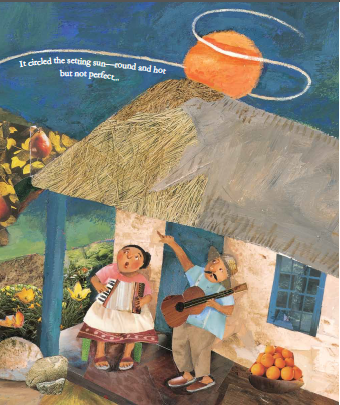 It circled the setting sun—round and hot
but not perfect...